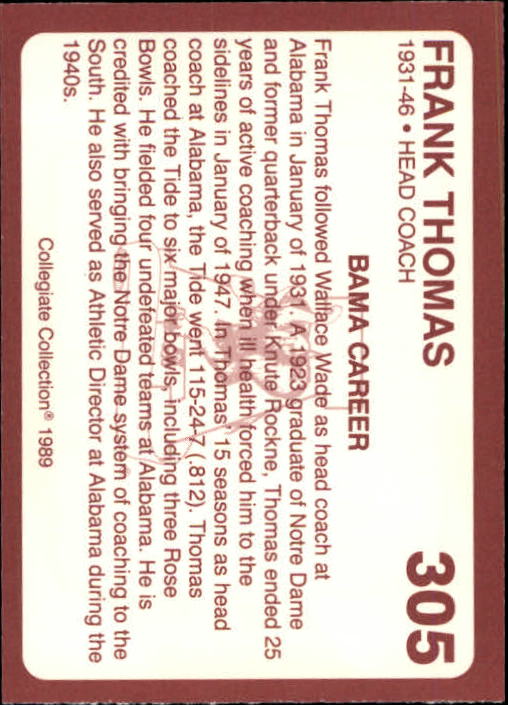 FRANK THOMAS 305
1931-46 • HEAD COACH
BAMA CAREER
Frank Thomas followed Wallace Wade as head coach at
Alabama in January of 1931. A 1923 graduate of Notre Dame
and former quarterback under Knute Rockne, Thomas ended 25
years of active coaching when ill health forced him to the
sidelines in January of 1947. In Thomas' 15 seasons as head
coach at Alabama, the Tide went 115-24-7 (.812). Thomas
coached the Tide to six major bowls, including three Rose
Bowls. He fielded four undefeated teams at Alabama. He is
credited with bringing the Notre Dame system of coaching to the
South. He also served as Athletic Director at Alabama during the
1940s.
Collegiate Collection® 1989